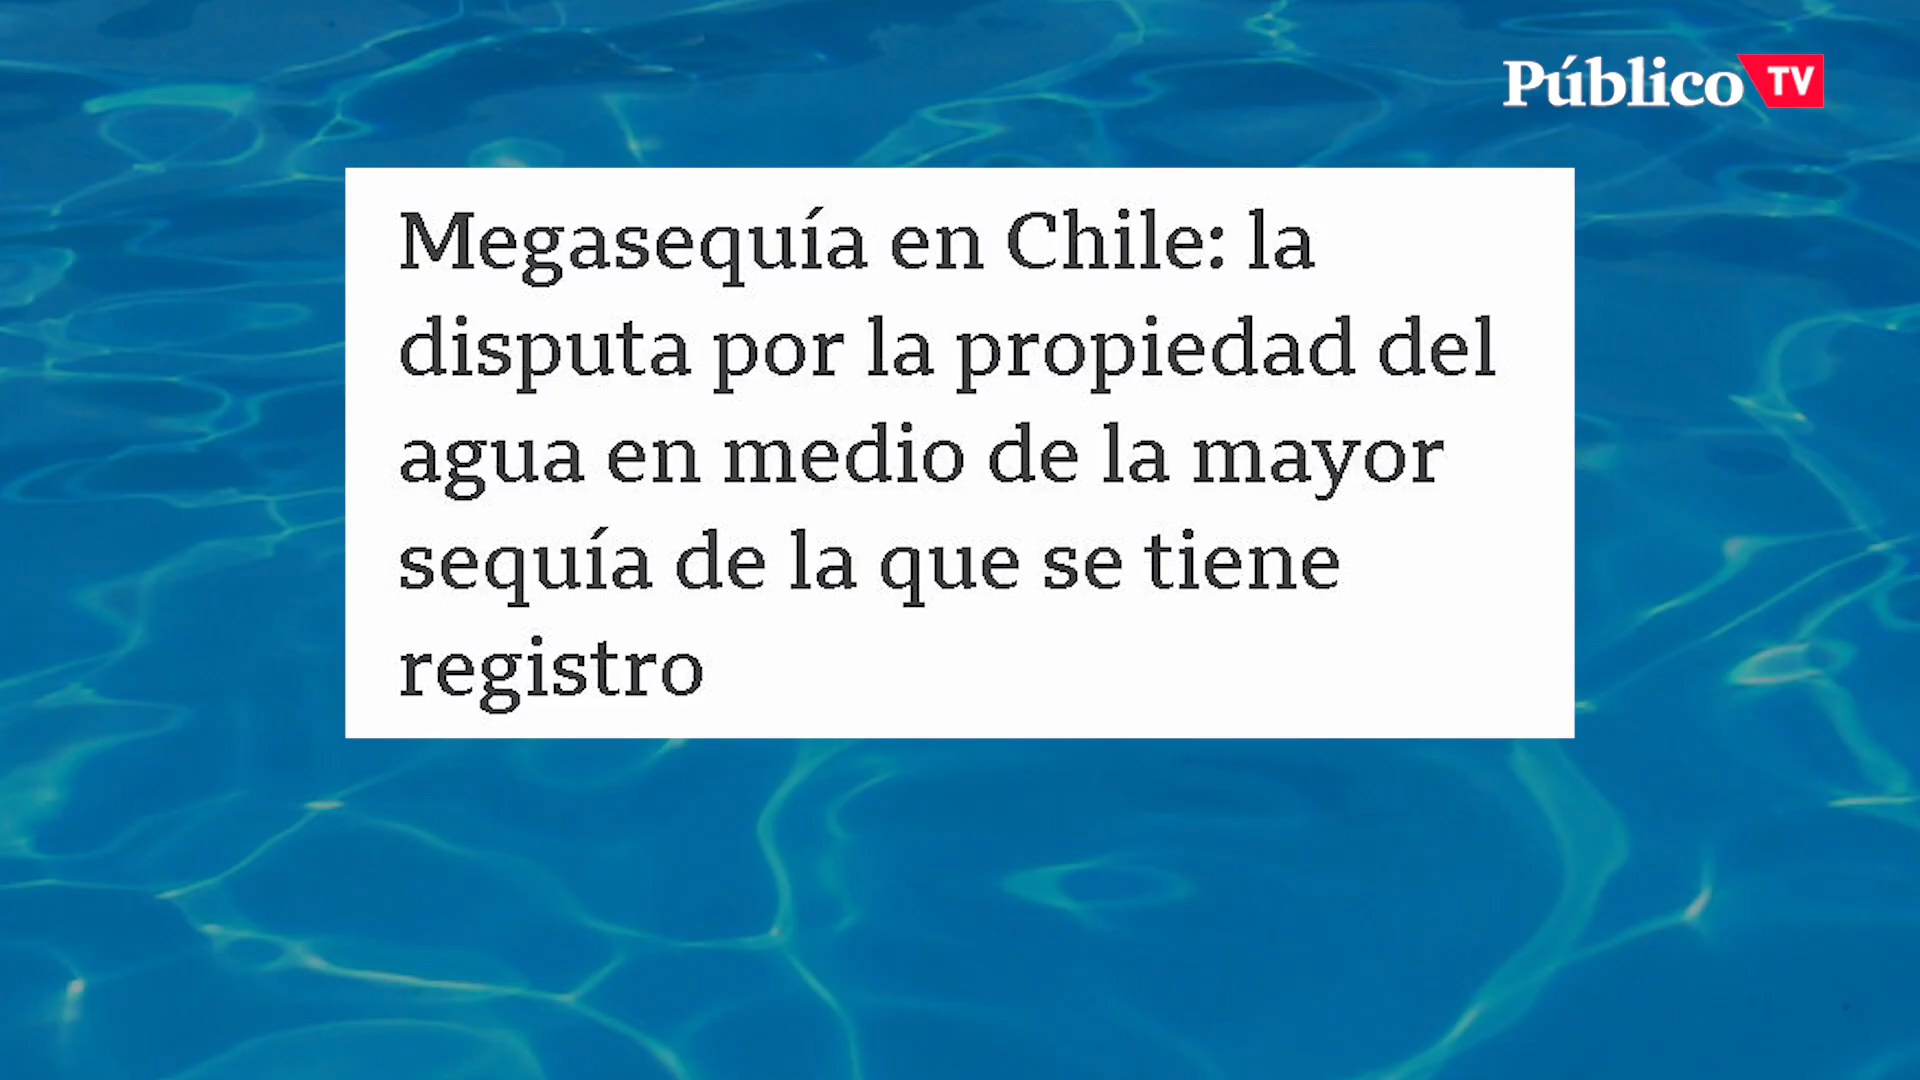 Público TV
Megasequía en Chile: la
disputa por la propiedad del
agua en medio de la mayor
sequía de la que se tiene
registro